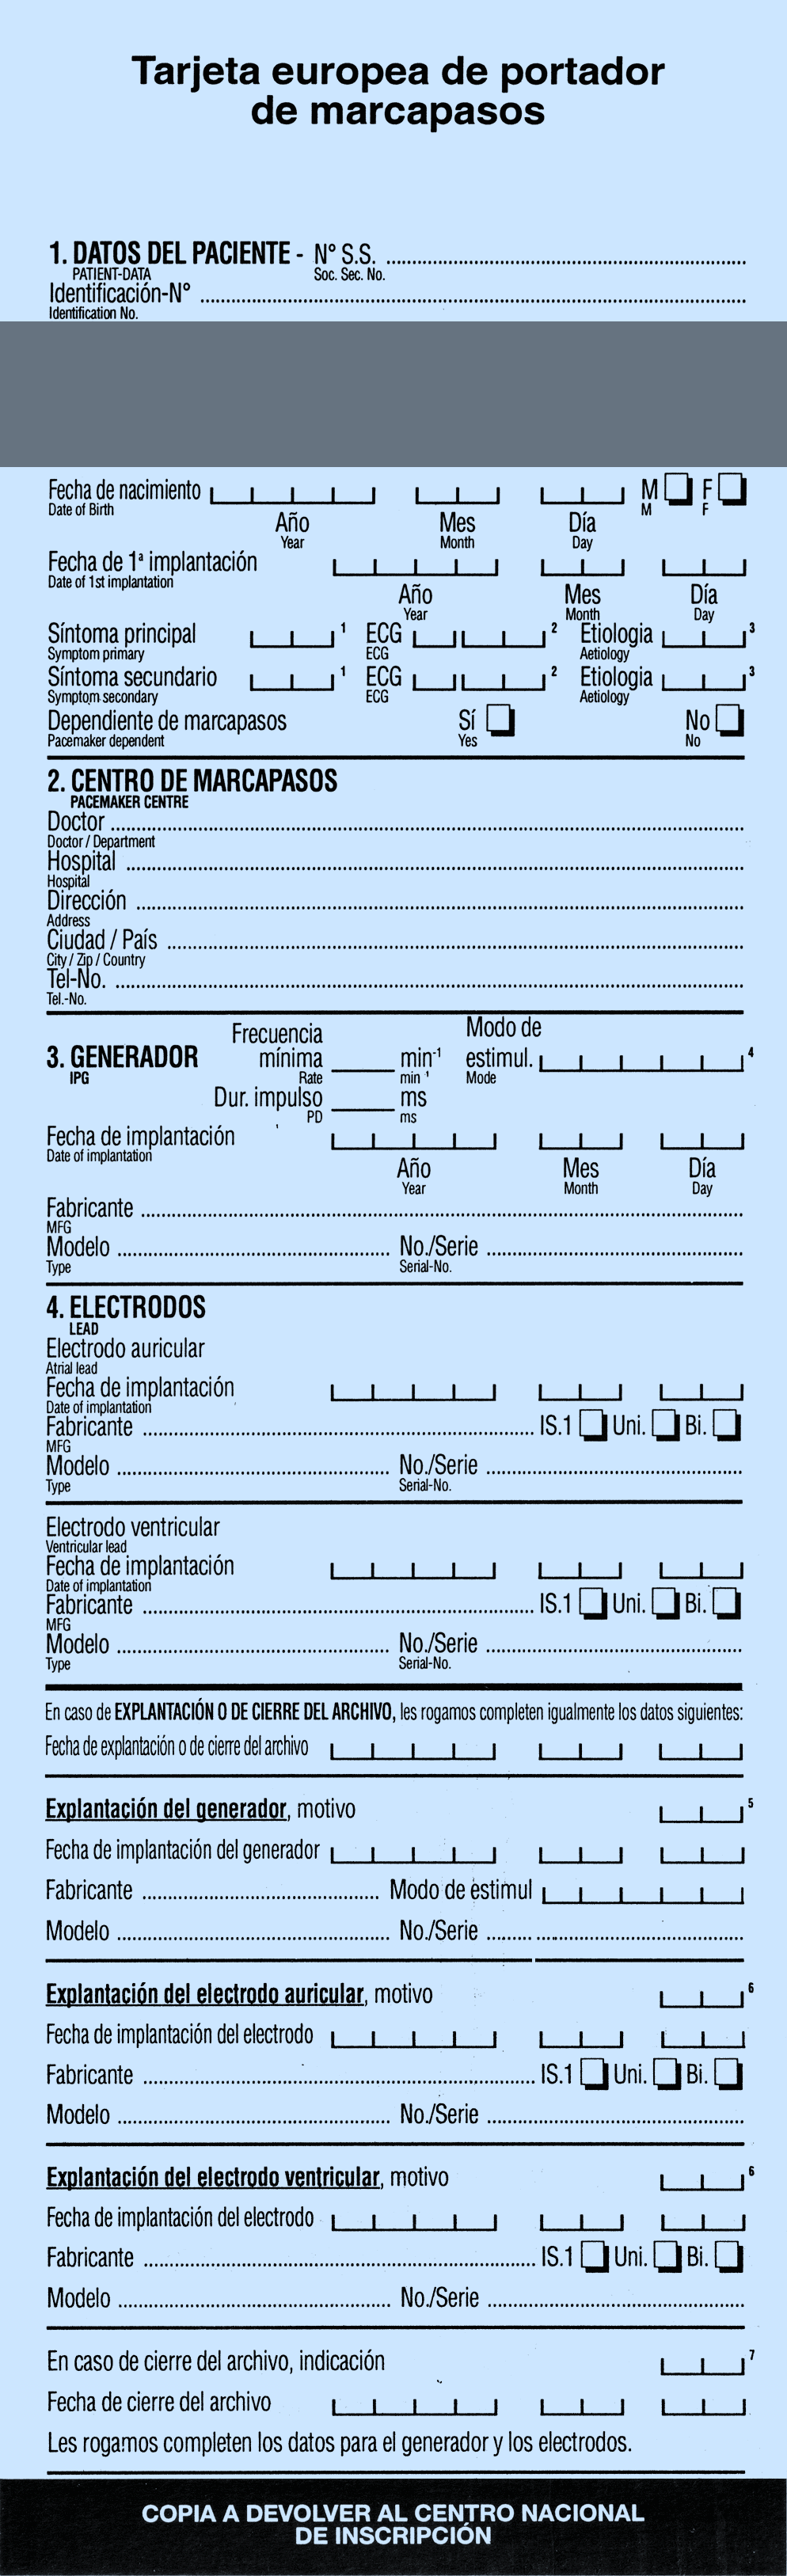 Tarjeta europea de portador
de marcapasos
1. DATOS DEL PACIENTE - N° S.S.
PATIENT-DATA Soc. Sec. No.
Identificación-N°
Identification No.
Fecha de nacimiento M F
Date of Birth M F
Año Mes Día
Year Month Day
Fecha de 1ª implantación
Date of 1st implantation
Año Mes Día
Year Month Day
Síntoma principal 1 ECG 2 Etiologia 3
Symptom primary ECG Aetiology
Síntoma secundario 1 ECG 2 Etiologia 3
Symptom secondary ECG Aetiology
Dependiente de marcapasos Sí No
Pacemaker dependent Yes No
2. CENTRO DE MARCAPASOS
PACEMAKER CENTRE
Doctor
Doctor / Department
Hospital
Hospital
Dirección
Address
Ciudad / País
City / Zip / Country
Tel-No.
Tel.-No.
Frecuencia Modo de
3. GENERADOR mínima min-1 estimul. 4
IPG Rate min-1 Mode
Dur. impulso ms
PD ms
Fecha de implantación
Date of implantation
Año Mes Día
Year Month Day
Fabricante
MFG
Modelo No./Serie
Type Serial-No.
4. ELECTRODOS
LEAD
Electrodo auricular
Atrial lead
Fecha de implantación
Date of implantation
Fabricante IS.1 Uni. Bi.
MFG
Modelo No./Serie
Type Serial-No.
Electrodo ventricular
Ventricular lead
Fecha de implantación
Date of implantation
Fabricante IS.1 Uni. Bi.
MFG
Modelo No./Serie
Type Serial-No.
En caso de EXPLANTACIÓN O DE CIERRE DEL ARCHIVO, les rogamos completen igualmente los datos siguientes:
Fecha de explantación o de cierre del archivo
Explantación del generador, motivo 5
Fecha de implantación del generador
Fabricante Modo de estimul
Modelo No./Serie
Explantación del electrodo auricular, motivo 6
Fecha de implantación del electrodo
Fabricante IS.1 Uni. Bi.
Modelo No./Serie
Explantación del electrodo ventricular, motivo 6
Fecha de implantación del electrodo
Fabricante IS.1 Uni. Bi.
Modelo No./Serie
En caso de cierre del archivo, indicación 7
Fecha de cierre del archivo
Les rogamos completen los datos para el generador y los electrodos.
COPIA A DEVOLVER AL CENTRO NACIONAL
DE INSCRIPCIÓN